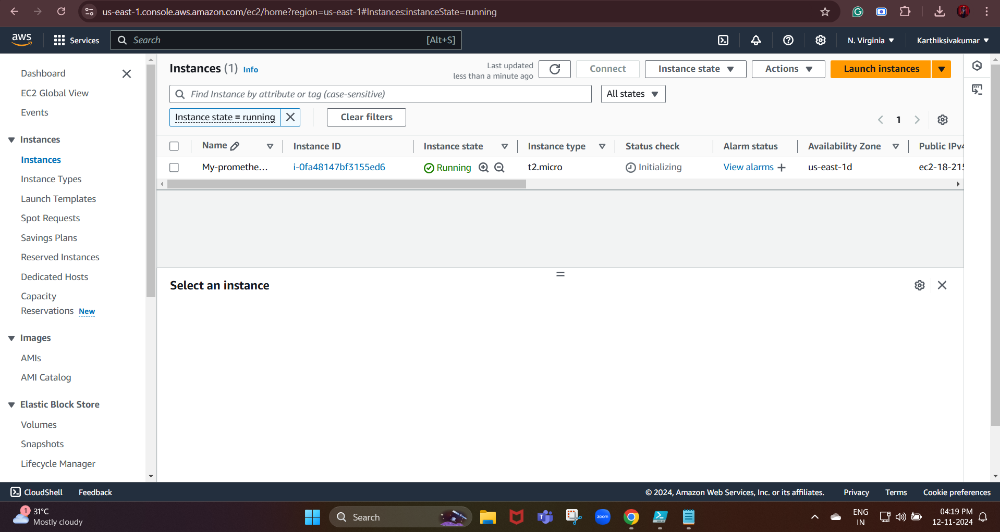 us-east-1.console.aws.amazon.com/ec2/home?region=us-east-1#Instances:instanceState=running
aws
Services
Search
[Alt+S]
N. Virginia
Karthiksivakumar
Dashboard
EC2 Global View
Events
Instances
Instances
Instance Types
Launch Templates
Spot Requests
Savings Plans
Reserved Instances
Dedicated Hosts
Capacity
Reservations New
Images
AMIs
AMI Catalog
Elastic Block Store
Volumes
Snapshots
Lifecycle Manager
Instances (1) Info
Last updated
less than a minute ago
Connect
Instance state
Actions
Launch instances
Find Instance by attribute or tag (case-sensitive)
All states
Instance state = running
Clear filters
1
Name Instance ID Instance state Instance type Status check Alarm status Availability Zone Public IPv4
My-promethe... i-0fa48147bf3155ed6 Running t2.micro Initializing View alarms + us-east-1d ec2-18-215
Select an instance
CloudShell Feedback
© 2024, Amazon Web Services, Inc. or its affiliates. Privacy Terms Cookie preferences
1
31°C
Mostly cloudy
Search
T
zoom
ENG
IN
04:19 PM
12-11-2024